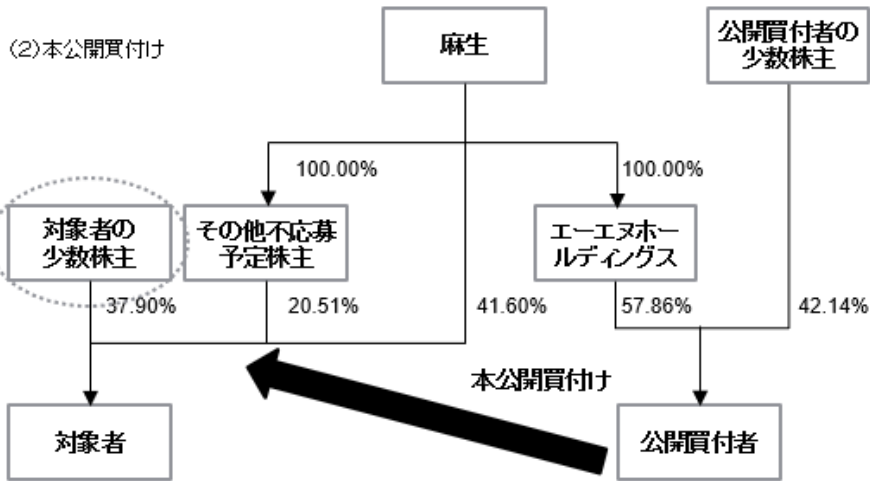 (2)本公開買付け
麻生
公開買付者の
少数株主
100.00%
100.00%
対象者の
少数株主
その他不応募
予定株主
エーエヌホー
ルディングス
37.90%
20.51%
41.60%
57.86%
42.14%
本公開買付け
対象者
公開買付者